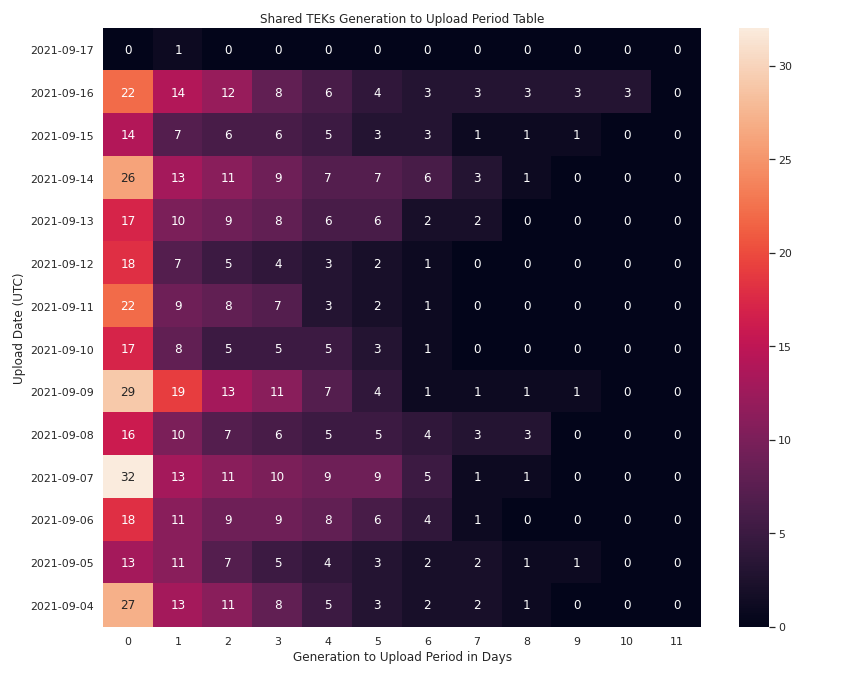 Shared TEKs Generation to Upload Period Table
Upload Date (UTC)
2021-09-17 0 1 0 0 0 0 0 0 0 0 0 0
2021-09-16 22 14 12 8 6 4 3 3 3 3 3 0
2021-09-15 14 7 6 6 5 3 3 1 1 1 0 0
2021-09-14 26 13 11 9 7 7 6 3 1 0 0 0
2021-09-13 17 10 9 8 6 6 2 2 0 0 0 0
2021-09-12 18 7 5 4 3 2 1 0 0 0 0 0
2021-09-11 22 9 8 7 3 2 1 0 0 0 0 0
2021-09-10 17 8 5 5 5 3 1 0 0 0 0 0
2021-09-09 29 19 13 11 7 4 1 1 1 1 0 0
2021-09-08 16 10 7 6 5 5 4 3 3 0 0 0
2021-09-07 32 13 11 10 9 9 5 1 1 0 0 0
2021-09-06 18 11 9 9 8 6 4 1 0 0 0 0
2021-09-05 13 11 7 5 4 3 2 2 1 1 0 0
2021-09-04 27 13 11 8 5 3 2 2 1 0 0 0
0 1 2 3 4 5 6 7 8 9 10 11
Generation to Upload Period in Days
30
25
20
15
10
5
0